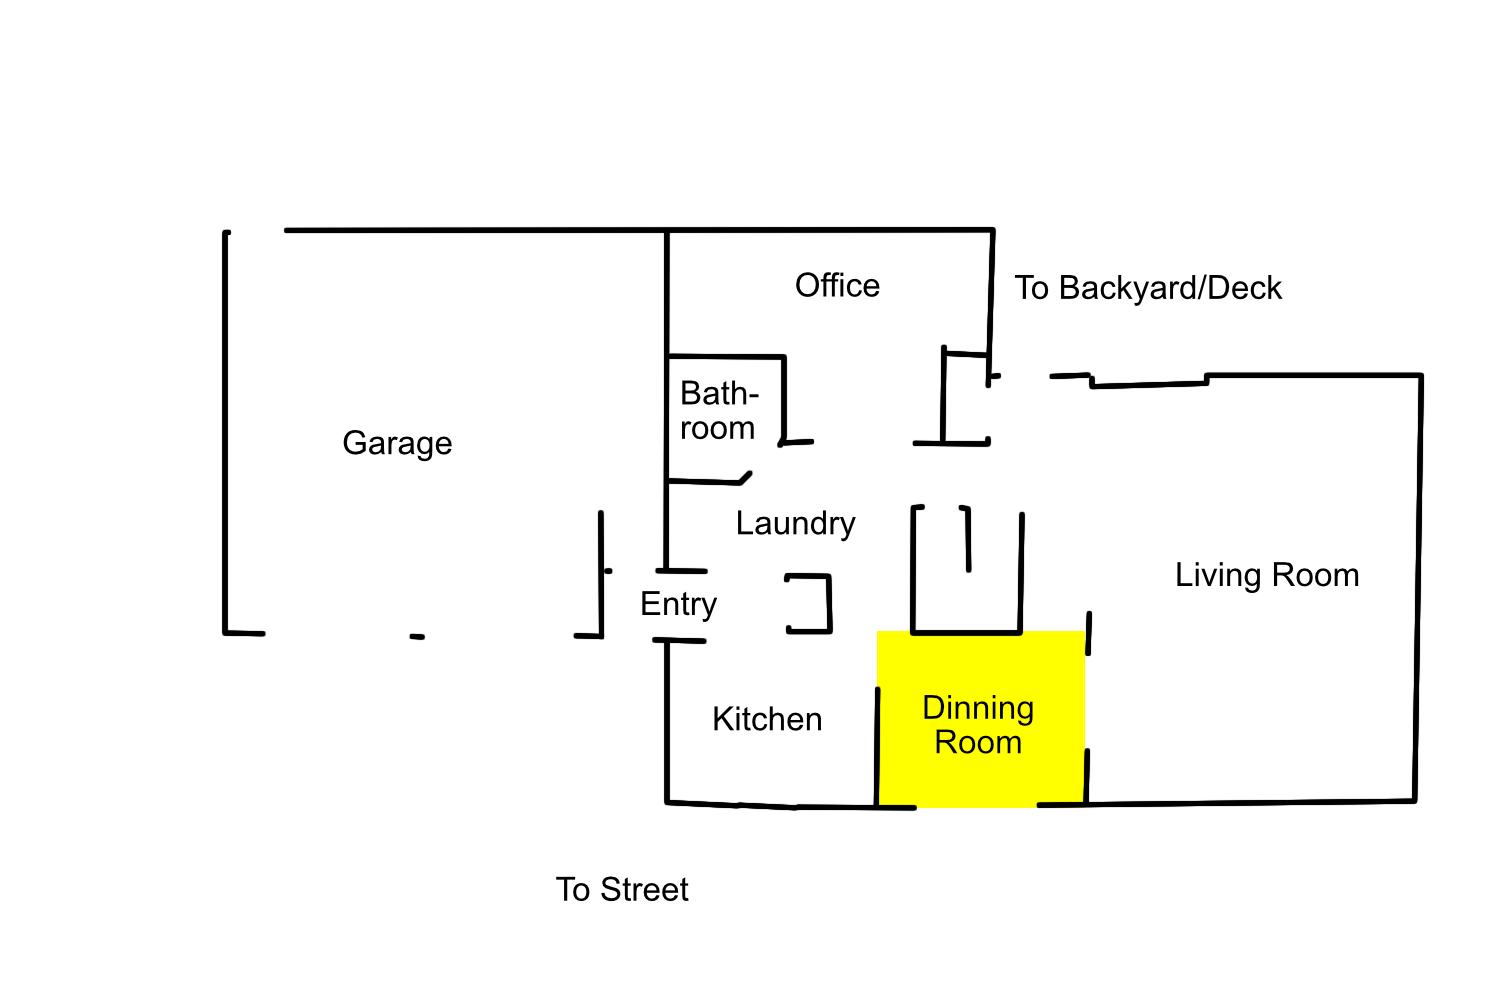 Office
To Backyard/Deck
Bath-
room
Garage
Laundry
Living Room
Entry
Kitchen
Dinning
Room
To Street